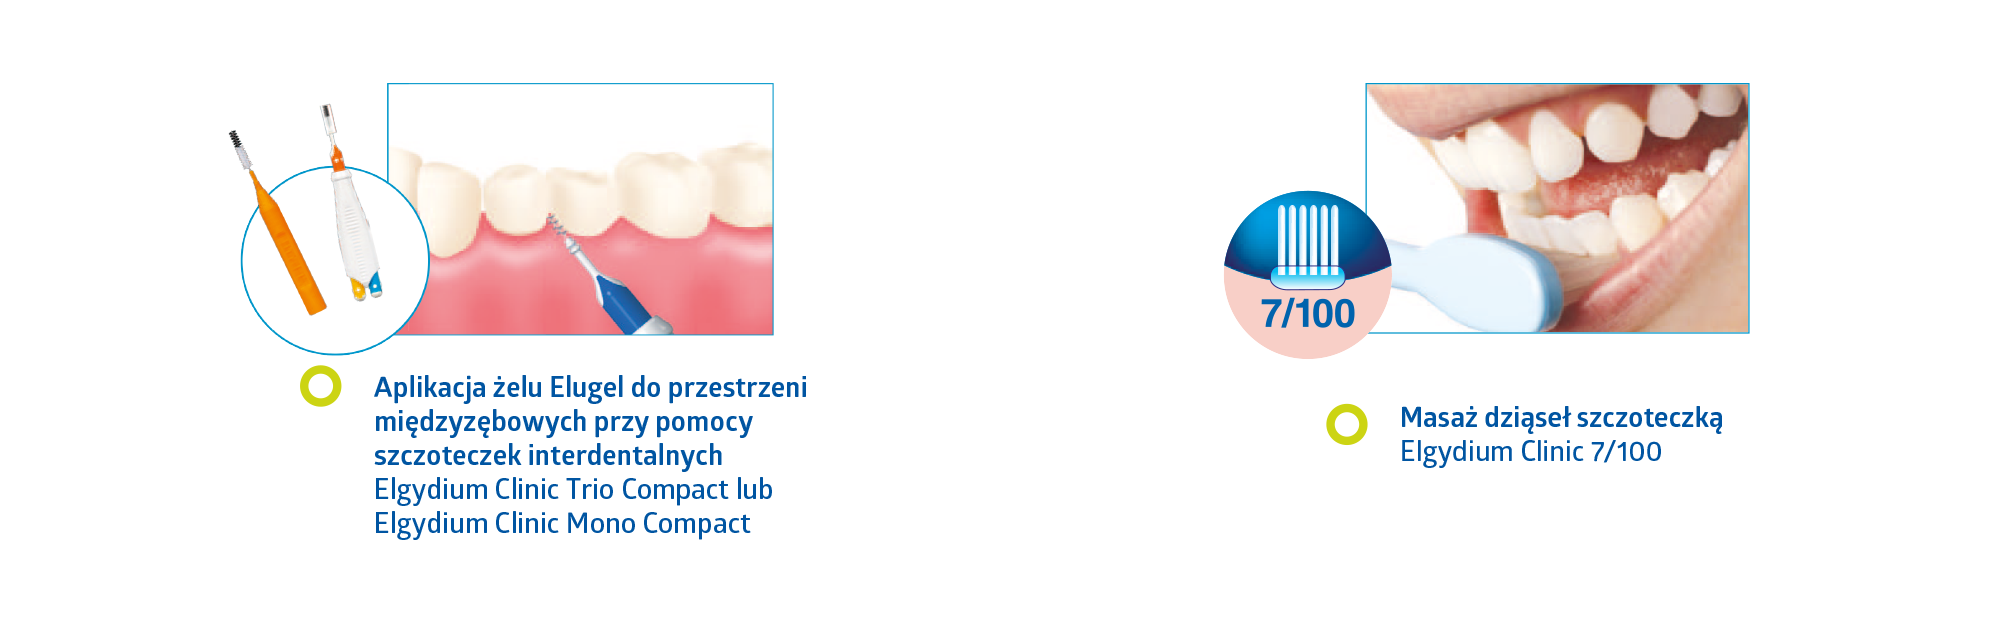 Aplikacja żelu Elugel do przestrzeni
międzyzębowych przy pomocy
szczoteczek interdentalnych
Elgydium Clinic Trio Compact lub
Elgydium Clinic Mono Compact
7/100
Masaż dziąseł szczoteczką
Elgydium Clinic 7/100